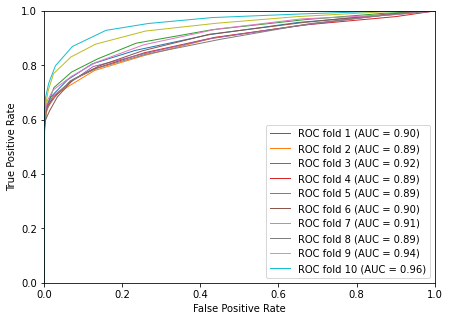 1.0
0.8
0.6
0.4
0.2
0.0
True Positive Rate
ROC fold 1 (AUC = 0.90)
ROC fold 2 (AUC = 0.89)
ROC fold 3 (AUC = 0.92)
ROC fold 4 (AUC = 0.89)
ROC fold 5 (AUC = 0.89)
ROC fold 6 (AUC = 0.90)
ROC fold 7 (AUC = 0.91)
ROC fold 8 (AUC = 0.89)
ROC fold 9 (AUC = 0.94)
ROC fold 10 (AUC = 0.96)
0.0 0.2 0.4 0.6 0.8 1.0
False Positive Rate